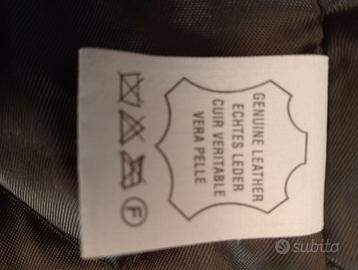 GENUINE LEATHER
ECHTES LEDER
CUIR VERITABLE
VERA PELLE
F
subito